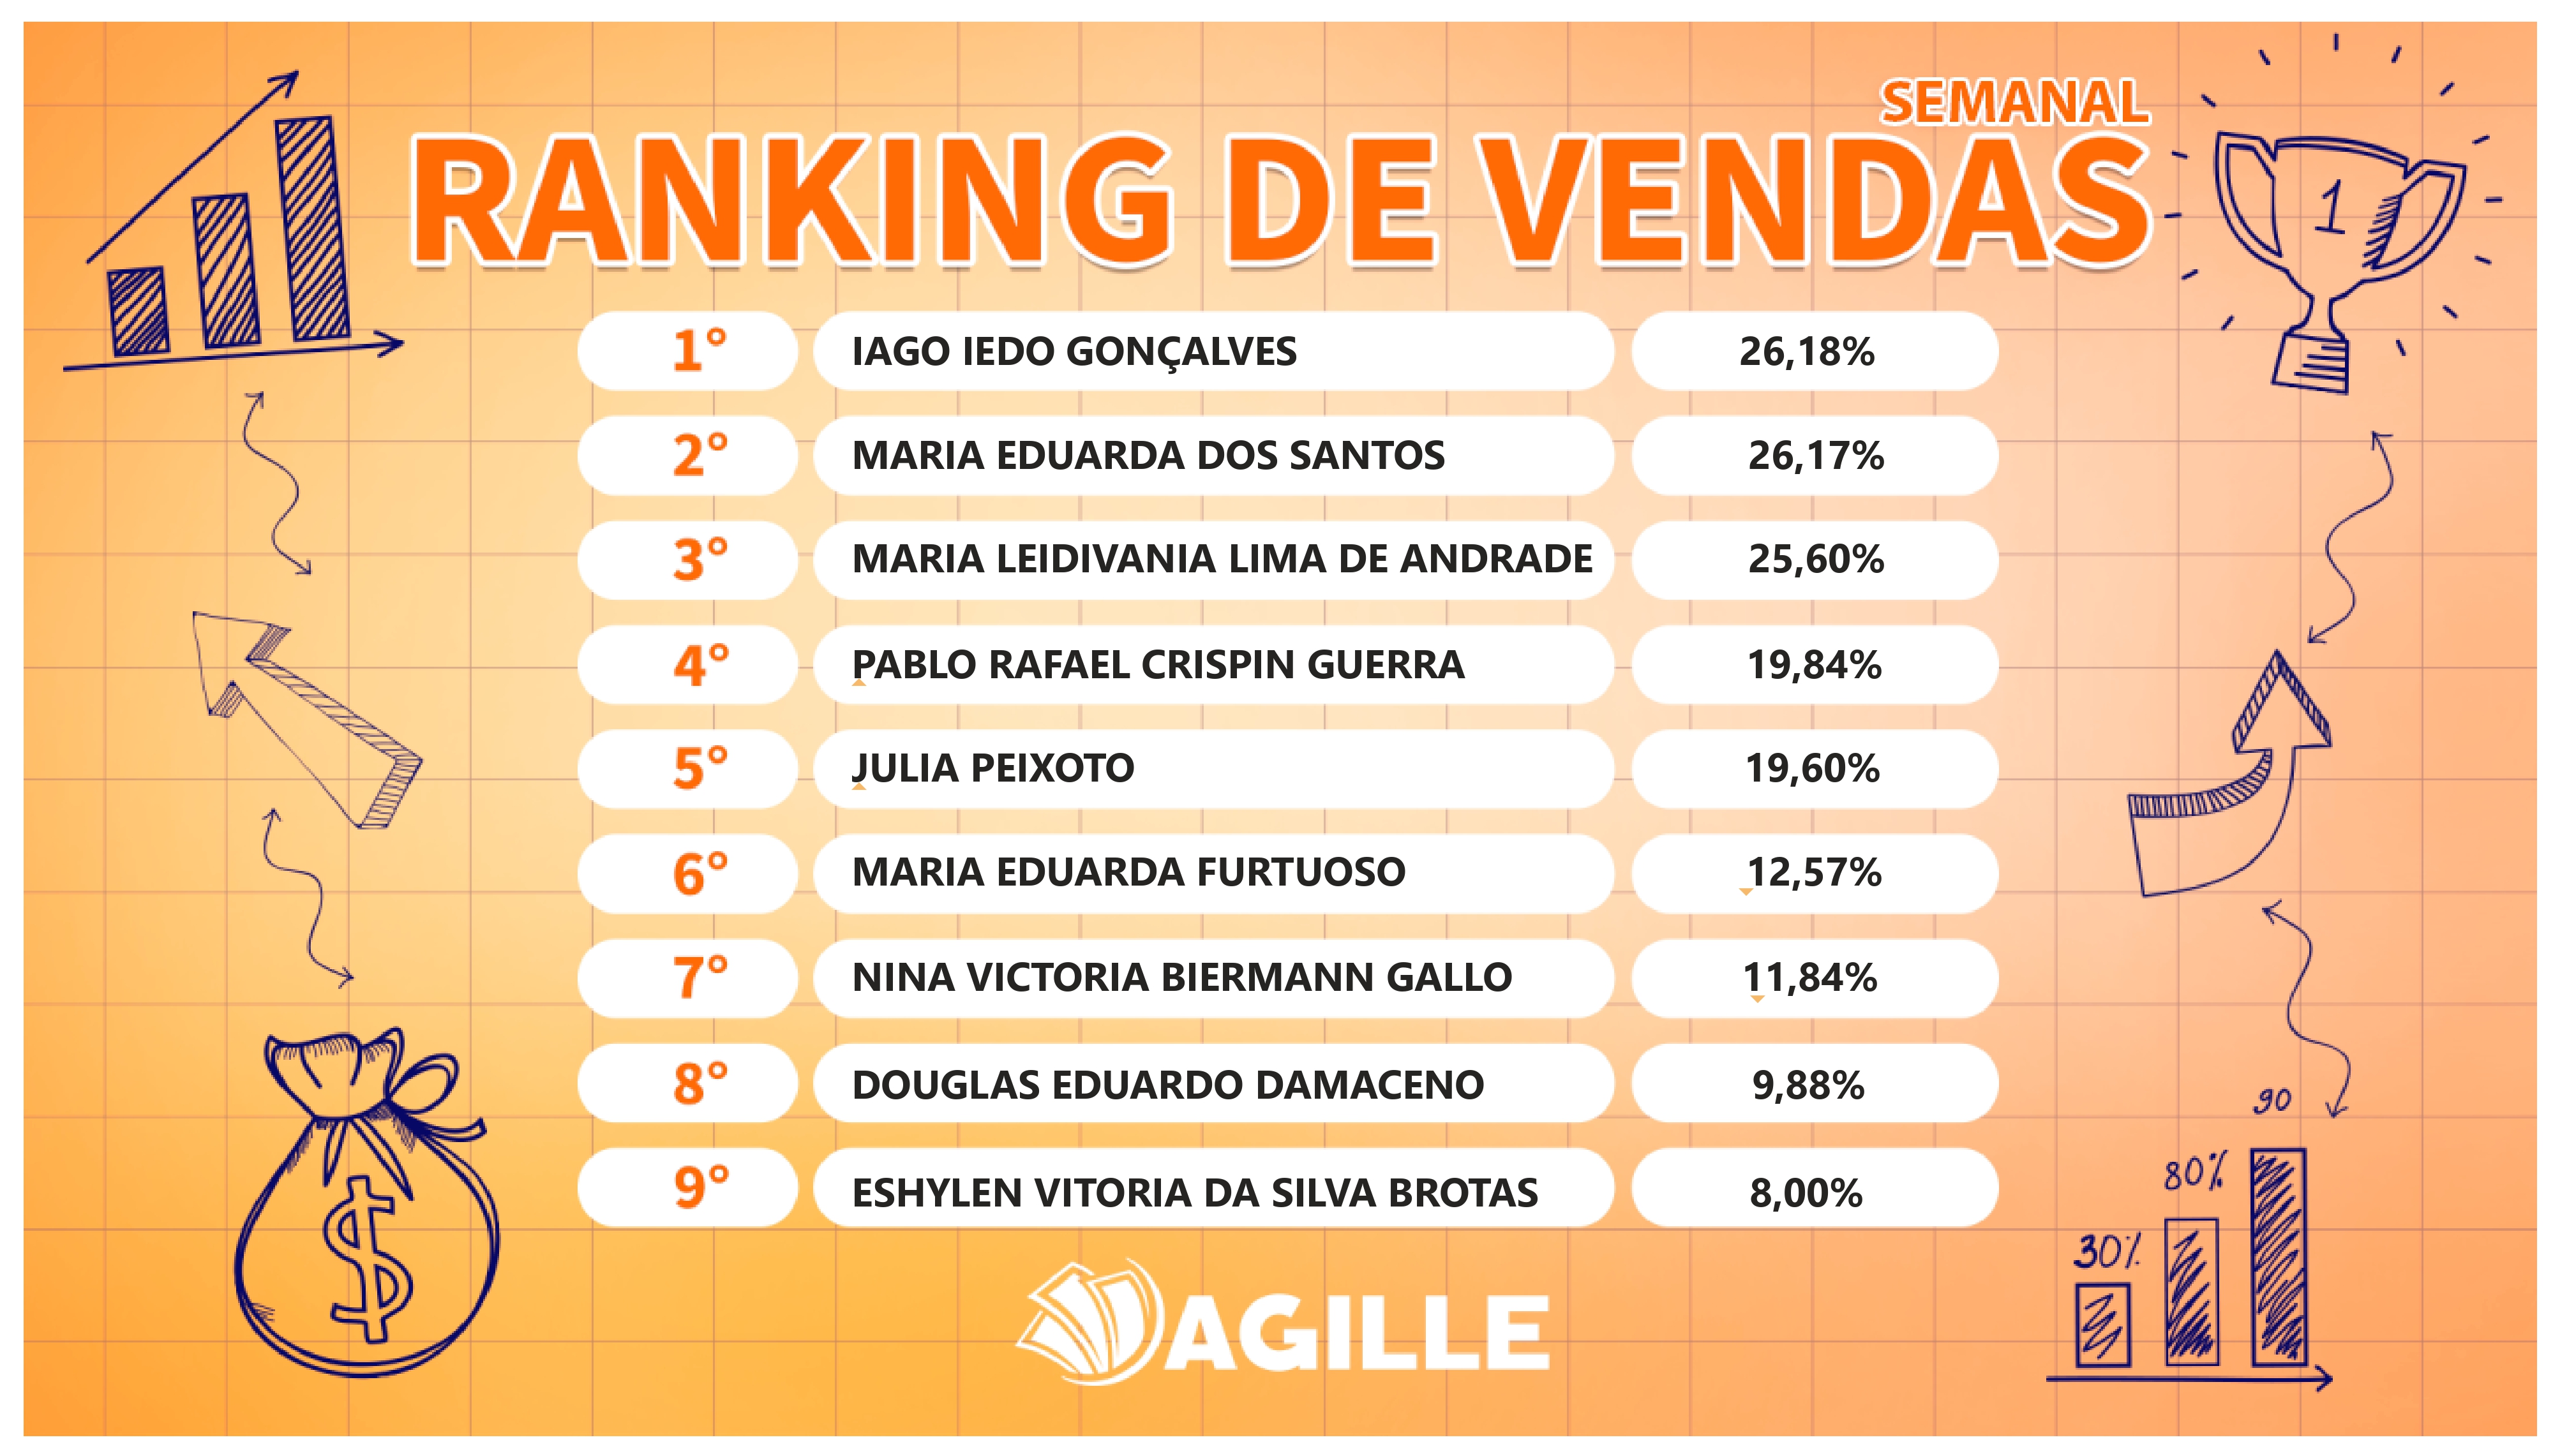 SEMANAL
RANKING DE VENDAS
1
1° IAGO IEDO GONÇALVES 26,18%
2° MARIA EDUARDA DOS SANTOS 26,17%
3° MARIA LEIDIVANIA LIMA DE ANDRADE 25,60%
4° PABLO RAFAEL CRISPIN GUERRA 19,84%
5° JULIA PEIXOTO 19,60%
6° MARIA EDUARDA FURTUOSO 12,57%
7° NINA VICTORIA BIERMANN GALLO 11,84%
8° DOUGLAS EDUARDO DAMACENO 9,88%
9° ESHYLEN VITORIA DA SILVA BROTAS 8,00%
$
90
80%
30%
AGILLE